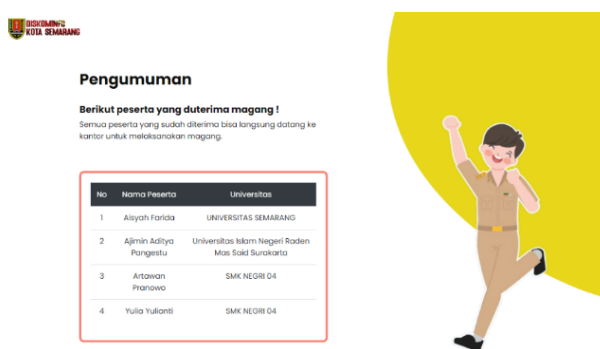 DISKOMINFO
KOTA SEMARANG
Pengumuman
Berikut peserta yang duterima magang !
Semua peserta yang sudah diterima bisa langsung datang ke
kantor untuk melaksanakan magang.
No Nama Peserta Universitas
1 Aisyah Farida UNIVERSITAS SEMARANG
2 Ajimin Aditya Universitas Islam Negeri Raden
Pangestu Mas Said Surakarta
3 Artawan SMK NEGRI 04
Pranowo
4 Yulia Yulianti SMK NEGRI 04